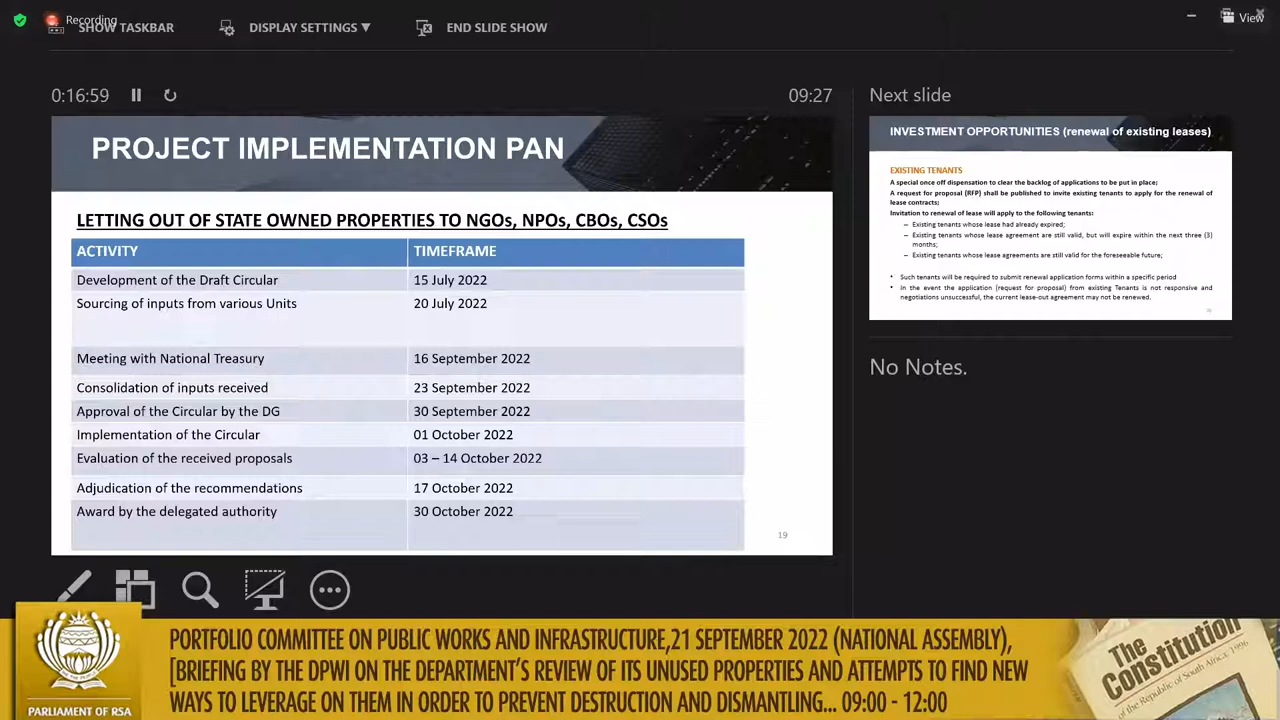 Recording
SHOW TASKBAR
DISPLAY SETTINGS ▼
END SLIDE SHOW
View
0:16:59
09:27
Next slide
PROJECT IMPLEMENTATION PAN
LETTING OUT OF STATE OWNED PROPERTIES TO NGOs, NPOs, CBOs, CSOs
ACTIVITY TIMEFRAME
Development of the Draft Circular 15 July 2022
Sourcing of inputs from various Units 20 July 2022
Meeting with National Treasury 16 September 2022
Consolidation of inputs received 23 September 2022
Approval of the Circular by the DG 30 September 2022
Implementation of the Circular 01 October 2022
Evaluation of the received proposals 03 – 14 October 2022
Adjudication of the recommendations 17 October 2022
Award by the delegated authority 30 October 2022
19
INVESTMENT OPPORTUNITIES (renewal of existing leases)
EXISTING TENANTS
A special once off dispensation to clear the backlog of applications to be put in place;
A request for proposal (RFP) shall be published to invite existing tenants to apply for the renewal of
lease contracts;
Invitation to renewal of lease will apply to the following tenants:
– Existing tenants whose lease had already expired;
– Existing tenants whose lease agreement are still valid, but will expire within the next three (3)
months;
– Existing tenants whose lease agreements are still valid for the foreseeable future;
• Such tenants will be required to submit renewal application forms within a specific period
• In the event the application (request for proposal) from existing Tenants is not responsive and
negotiations unsuccessful, the current lease-out agreement may not be renewed.
No Notes.
PORTFOLIO COMMITTEE ON PUBLIC WORKS AND INFRASTRUCTURE,21 SEPTEMBER 2022 (NATIONAL ASSEMBLY),
[BRIEFING BY THE DPWI ON THE DEPARTMENT'S REVIEW OF ITS UNUSED PROPERTIES AND ATTEMPTS TO FIND NEW
WAYS TO LEVERAGE ON THEM IN ORDER TO PREVENT DESTRUCTION AND DISMANTLING... 09:00 - 12:00
PARLIAMENT OF RSA
The
Constitution
of the Republic of South Africa, 1996